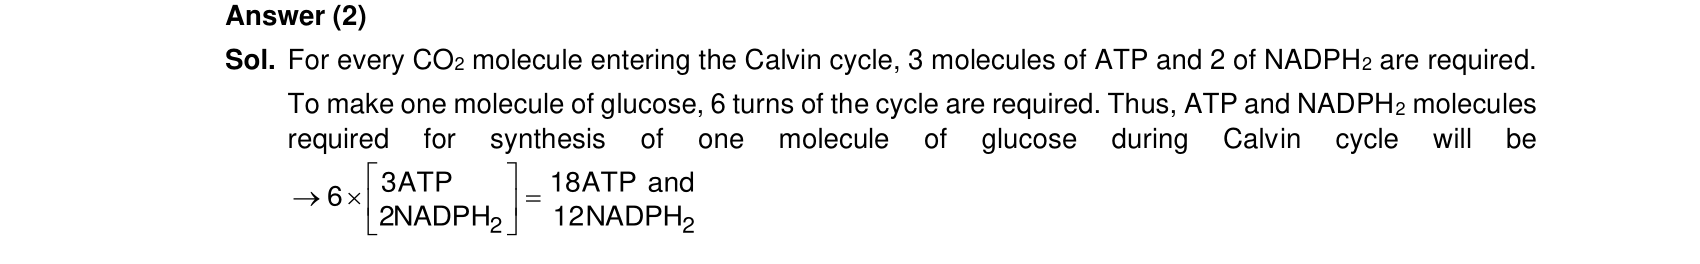 Answer (2)
Sol. For every CO2 molecule entering the Calvin cycle, 3 molecules of ATP and 2 of NADPH2 are required.
To make one molecule of glucose, 6 turns of the cycle are required. Thus, ATP and NADPH2 molecules
required for synthesis of one molecule of glucose during Calvin cycle will be
→ 6 × [3ATP 2NADPH2] = 18ATP and 12NADPH2